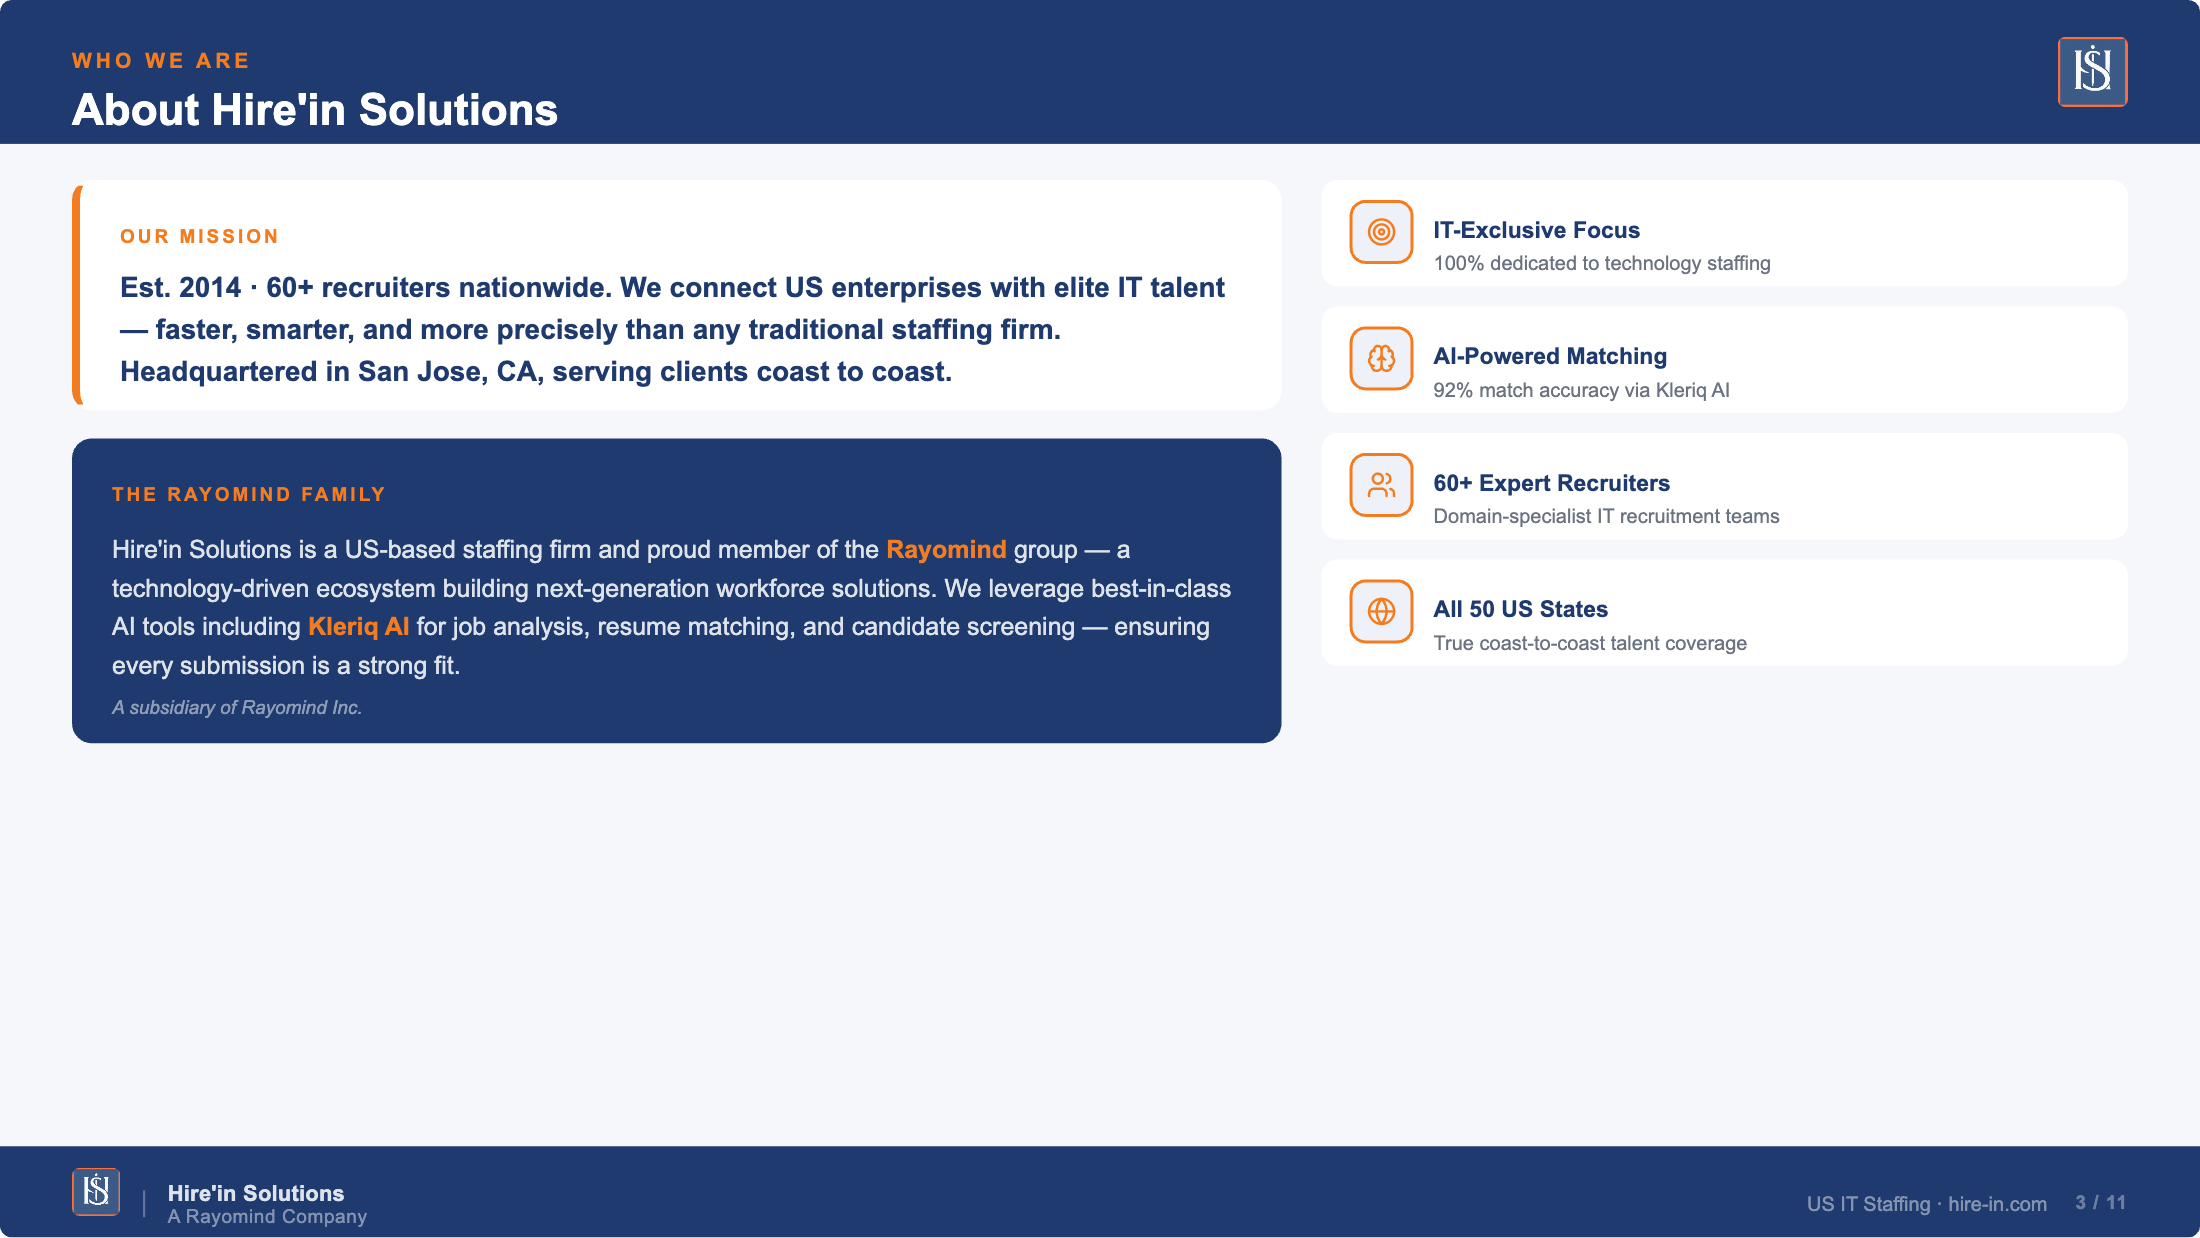 WHO WE ARE
About Hire'in Solutions
OUR MISSION
Est. 2014 · 60+ recruiters nationwide. We connect US enterprises with elite IT talent
— faster, smarter, and more precisely than any traditional staffing firm.
Headquartered in San Jose, CA, serving clients coast to coast.
THE RAYOMIND FAMILY
Hire'in Solutions is a US-based staffing firm and proud member of the Rayomind group — a
technology-driven ecosystem building next-generation workforce solutions. We leverage best-in-class
AI tools including Kleriq AI for job analysis, resume matching, and candidate screening — ensuring
every submission is a strong fit.
A subsidiary of Rayomind Inc.
IT-Exclusive Focus
100% dedicated to technology staffing
AI-Powered Matching
92% match accuracy via Kleriq AI
60+ Expert Recruiters
Domain-specialist IT recruitment teams
All 50 US States
True coast-to-coast talent coverage
Hire'in Solutions
A Rayomind Company
US IT Staffing · hire-in.com
3 / 11